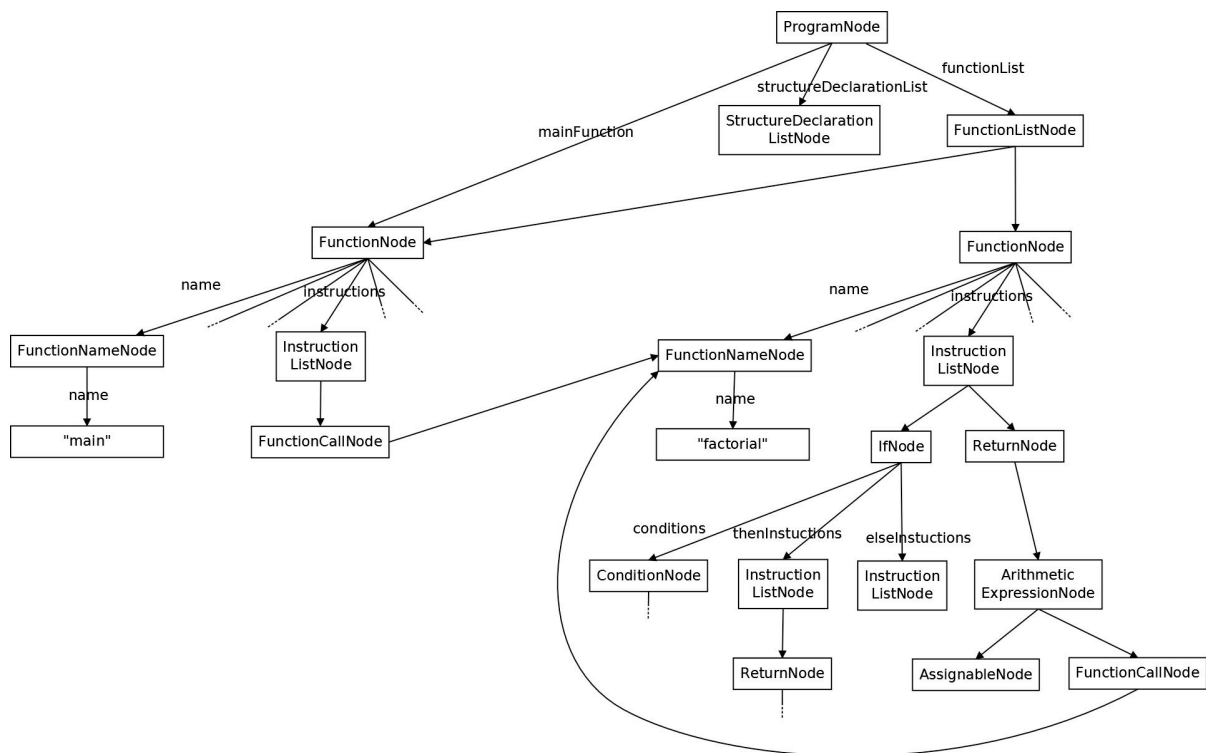 ProgramNode
functionList
structureDeclarationList
StructureDeclaration
ListNode
FunctionListNode
mainFunction
FunctionNode
FunctionNode
name
instructions
name
instructions
FunctionNameNode
Instruction
ListNode
FunctionNameNode
Instruction
ListNode
name
name
"main"
FunctionCallNode
"factorial"
IfNode
ReturnNode
conditions
thenInstuctions
elseInstuctions
ConditionNode
Instruction
ListNode
Instruction
ListNode
Arithmetic
ExpressionNode
ReturnNode
AssignableNode
FunctionCallNode